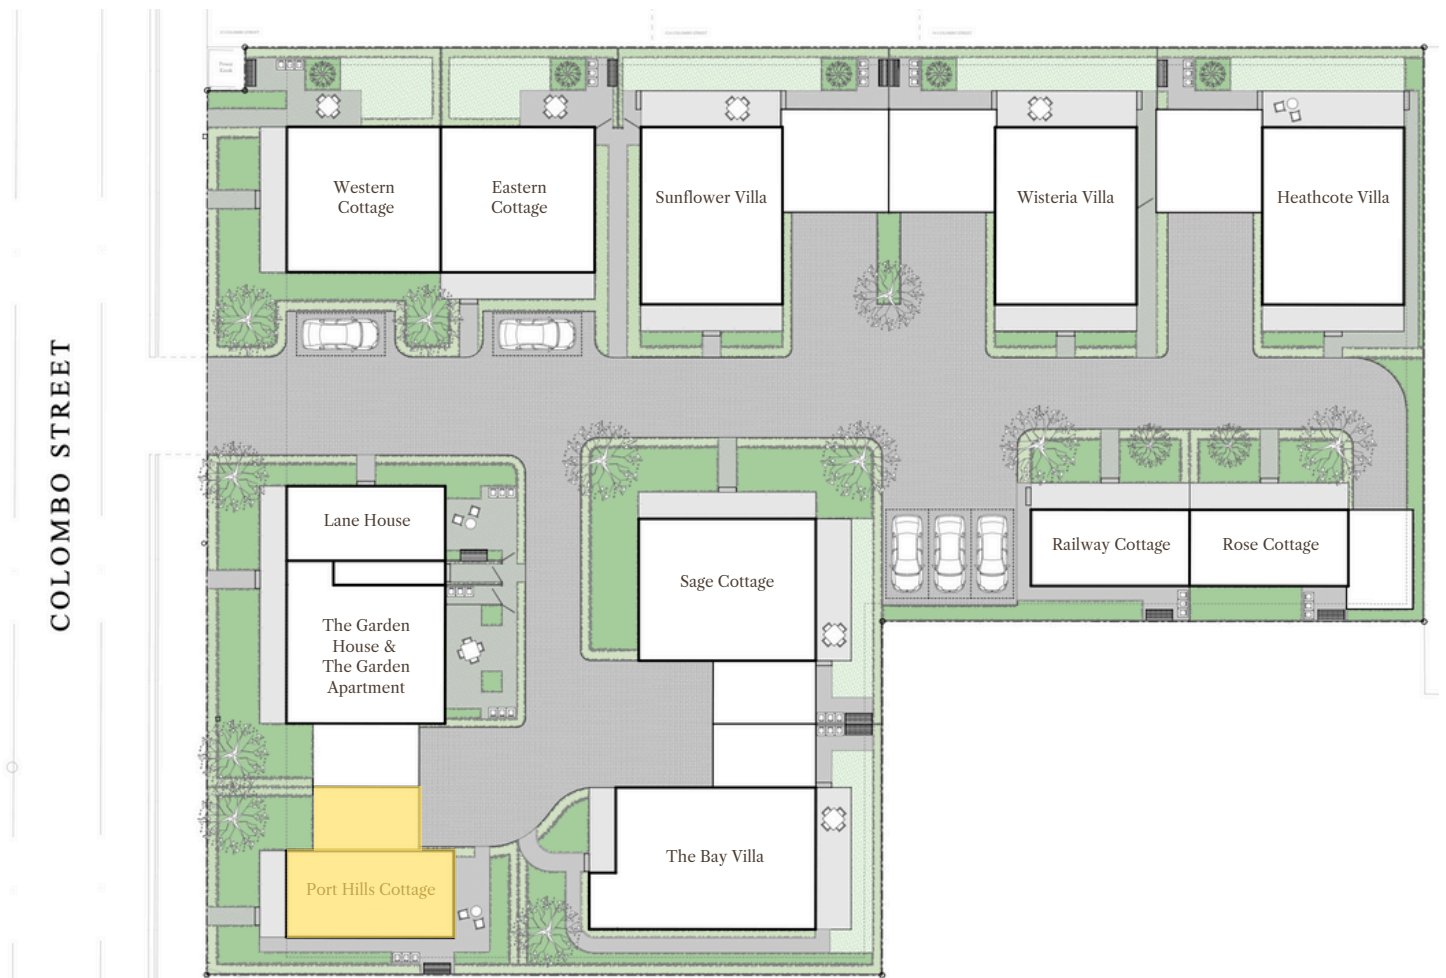 Western
Cottage
Eastern
Cottage
Sunflower Villa
Wisteria Villa
Heathcote Villa
COLOMBO STREET
Lane House
Railway Cottage
Rose Cottage
Sage Cottage
The Garden
House &
The Garden
Apartment
The Bay Villa
Port Hills Cottage